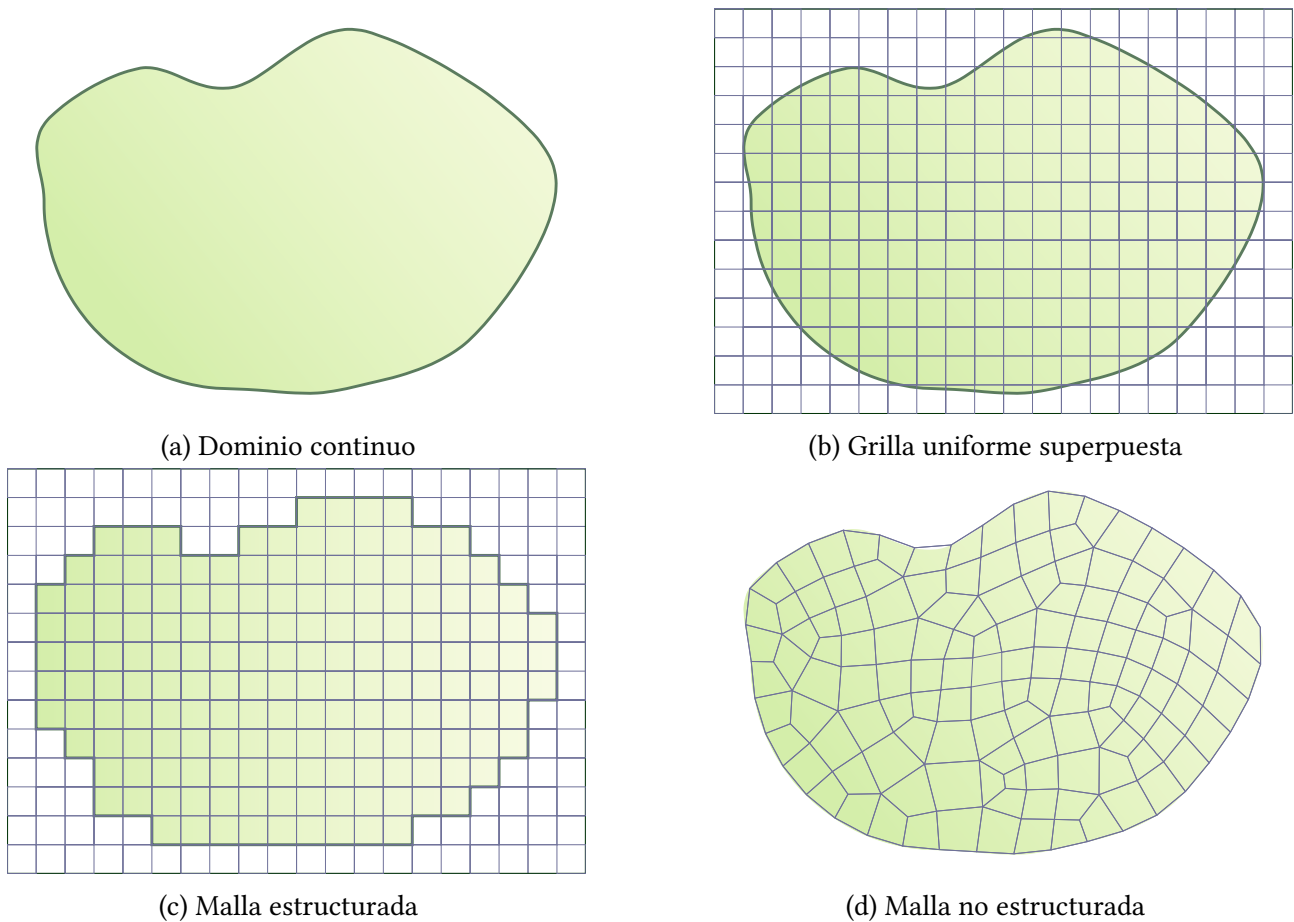 (a) Dominio continuo
(b) Grilla uniforme superpuesta
(c) Malla estructurada
(d) Malla no estructurada